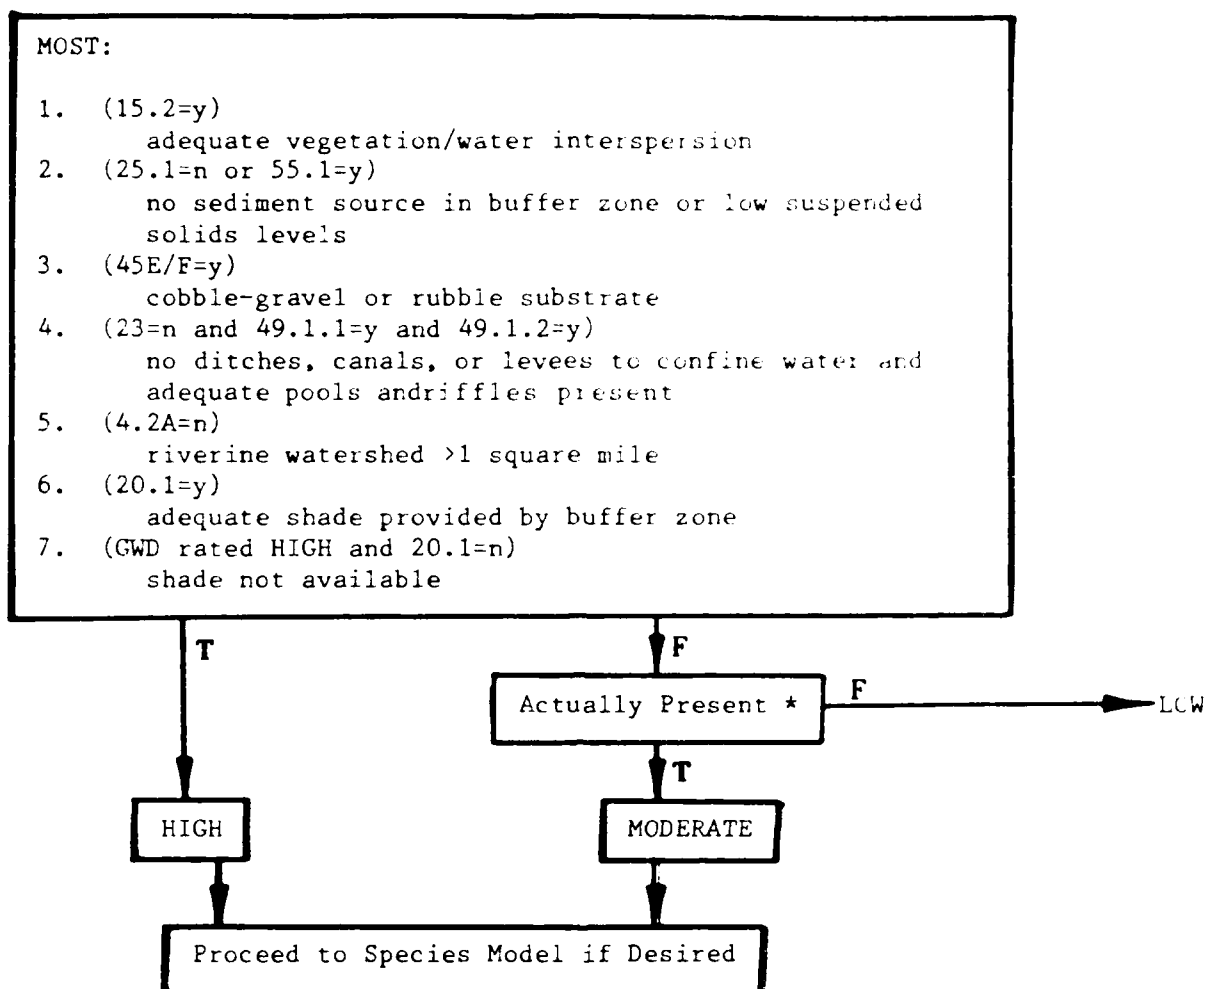 MOST:
1. (15.2=y)
adequate vegetation/water interspersion
2. (25.1=n or 55.1=y)
no sediment source in buffer zone or low suspended
solids levels
3. (45E/F=y)
cobble-gravel or rubble substrate
4. (23=n and 49.1.1=y and 49.1.2=y)
no ditches, canals, or levees to confine water and
adequate pools andriffles present
5. (4.2A=n)
riverine watershed >1 square mile
6. (20.1=y)
adequate shade provided by buffer zone
7. (GWD rated HIGH and 20.1=n)
shade not available
T
F
Actually Present *
F
LOW
T
HIGH
MODERATE
Proceed to Species Model if Desired